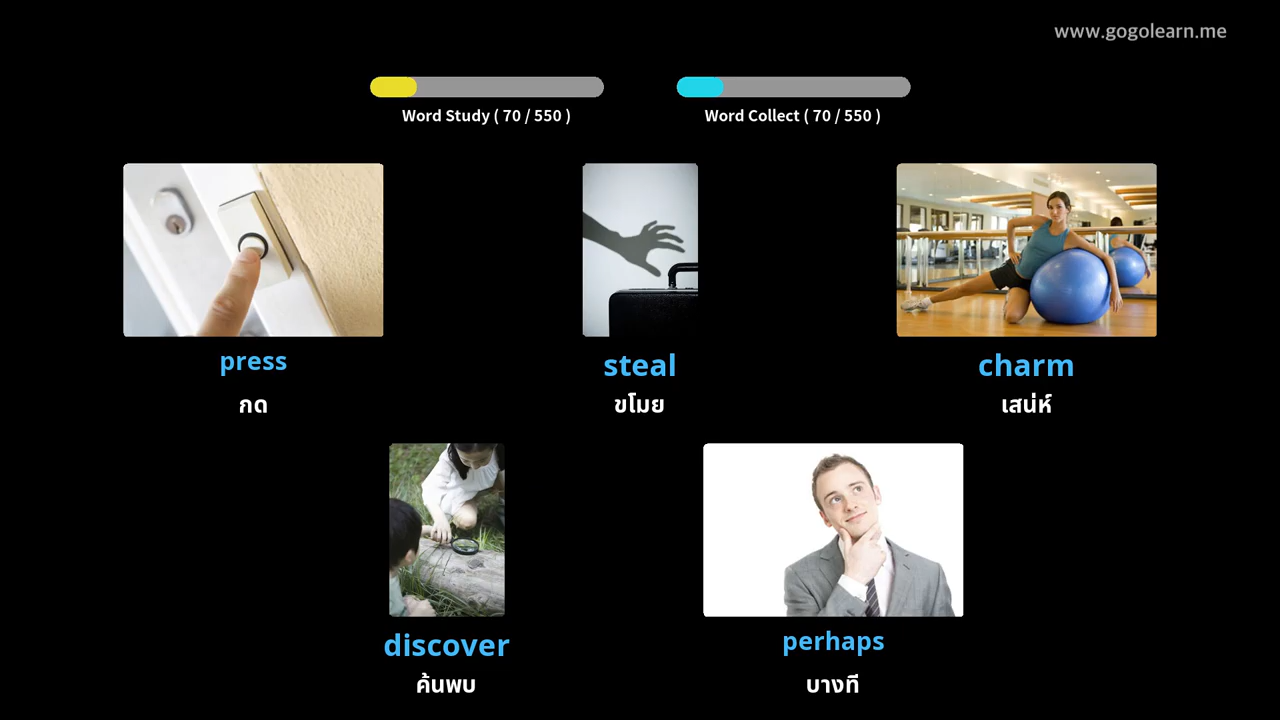 www.gogolearn.me
Word Study ( 70 / 550 )
Word Collect ( 70 / 550 )
press
กด
steal
ขโมย
charm
เสน่ห์
discover
ค้นพบ
perhaps
บางที